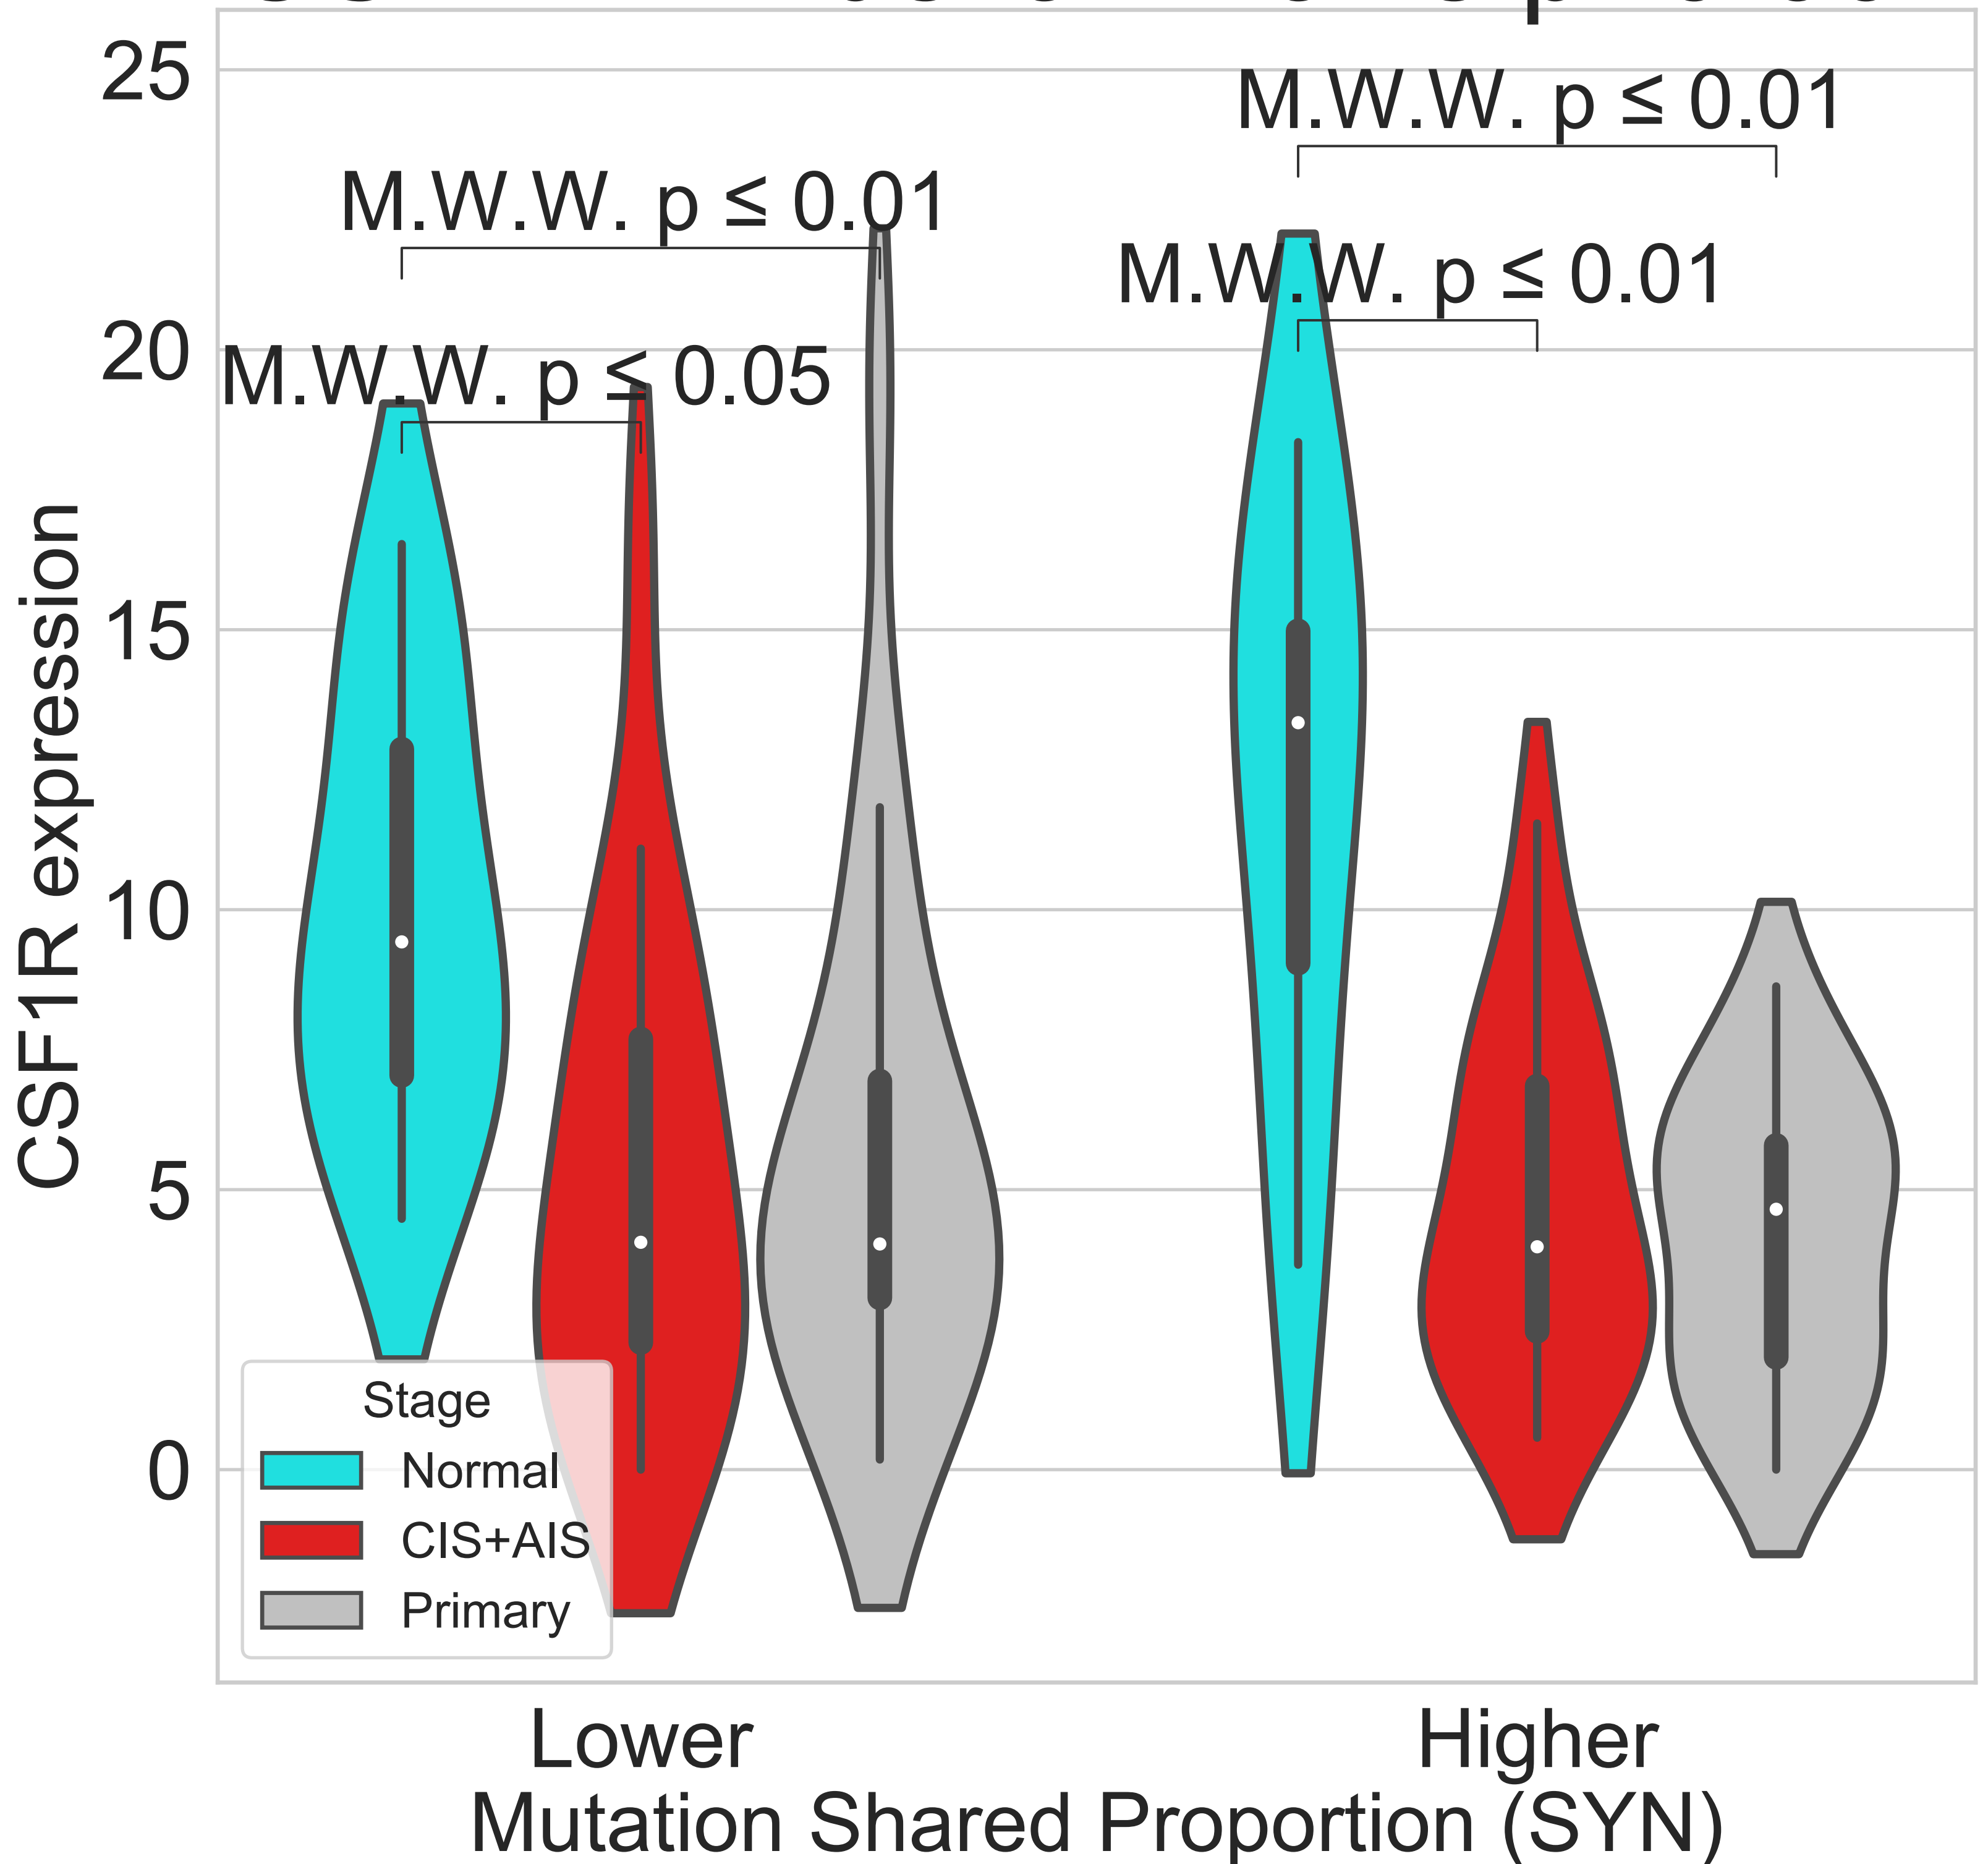 25
M.W.W. p ≤ 0.01
M.W.W. p ≤ 0.01
M.W.W. p ≤ 0.01
20
M.W.W. p ≤ 0.05
15
10
5
0
CSF1R expression
Stage
Normal
CIS+AIS
Primary
Lower
Higher
Mutation Shared Proportion (SYN)